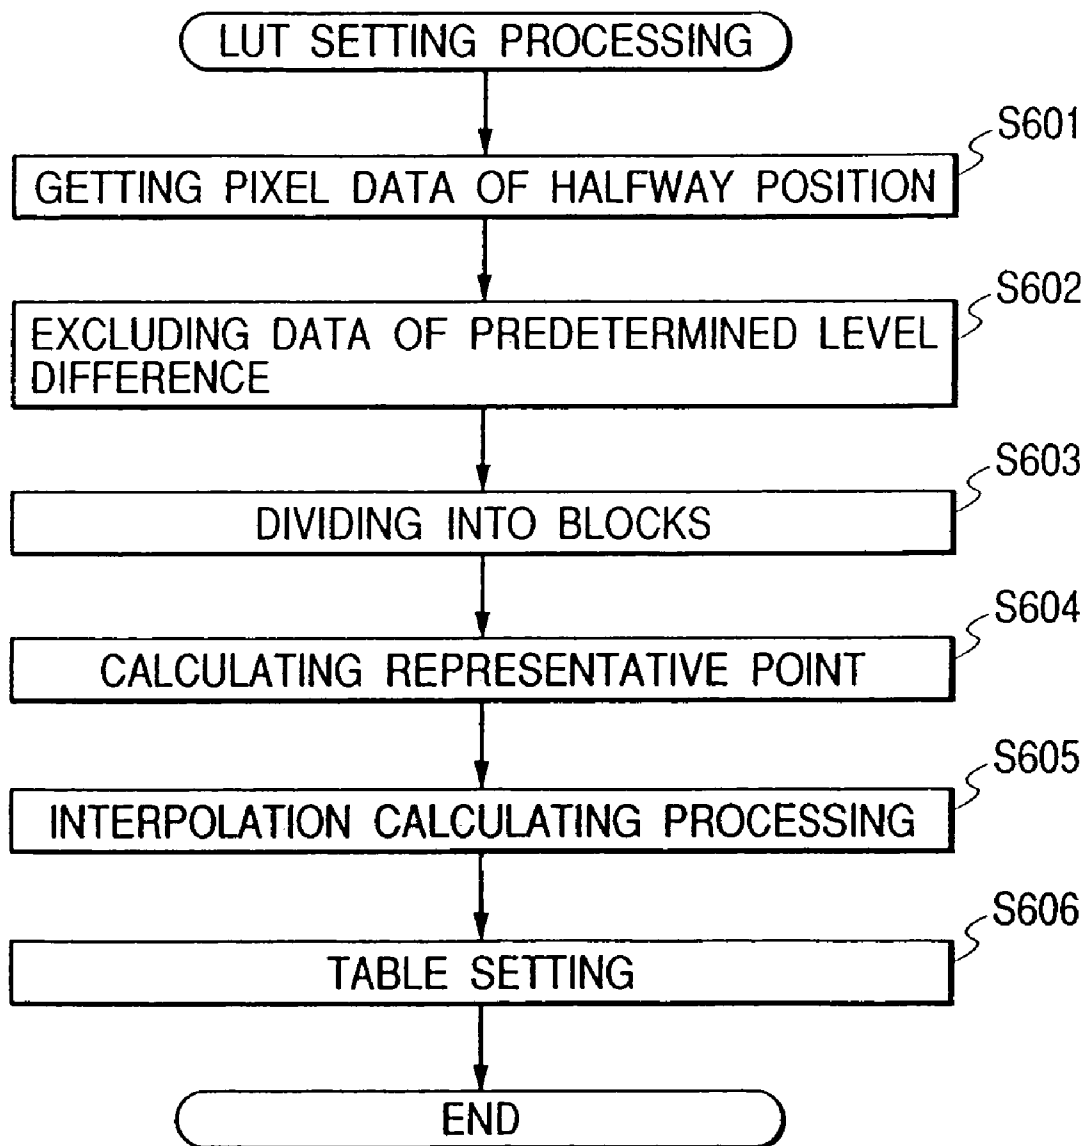 LUT SETTING PROCESSING
S601
GETTING PIXEL DATA OF HALFWAY POSITION
S602
EXCLUDING DATA OF PREDETERMINED LEVEL
DIFFERENCE
S603
DIVIDING INTO BLOCKS
S604
CALCULATING REPRESENTATIVE POINT
S605
INTERPOLATION CALCULATING PROCESSING
S606
TABLE SETTING
END